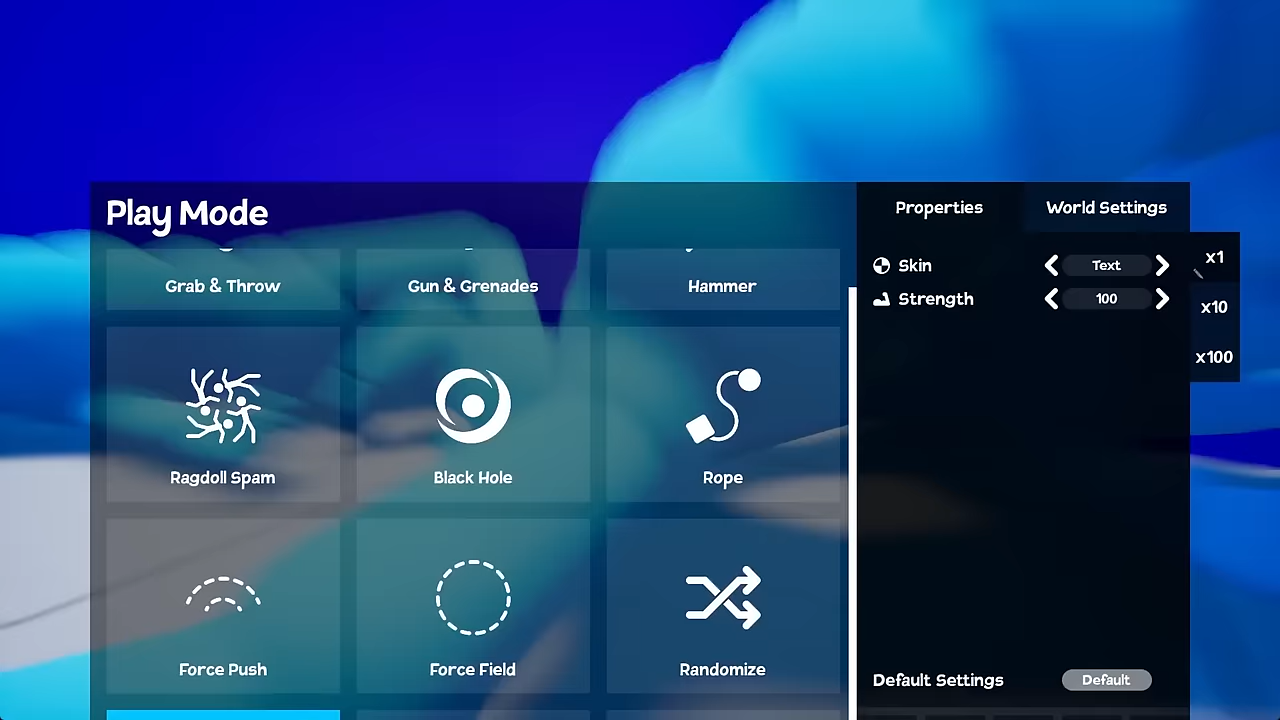 Play Mode
Properties
World Settings
Grab & Throw
Gun & Grenades
Hammer
Skin
Text
Strength
100
x1
x10
x100
Ragdoll Spam
Black Hole
Rope
Force Push
Force Field
Randomize
Default Settings
Default